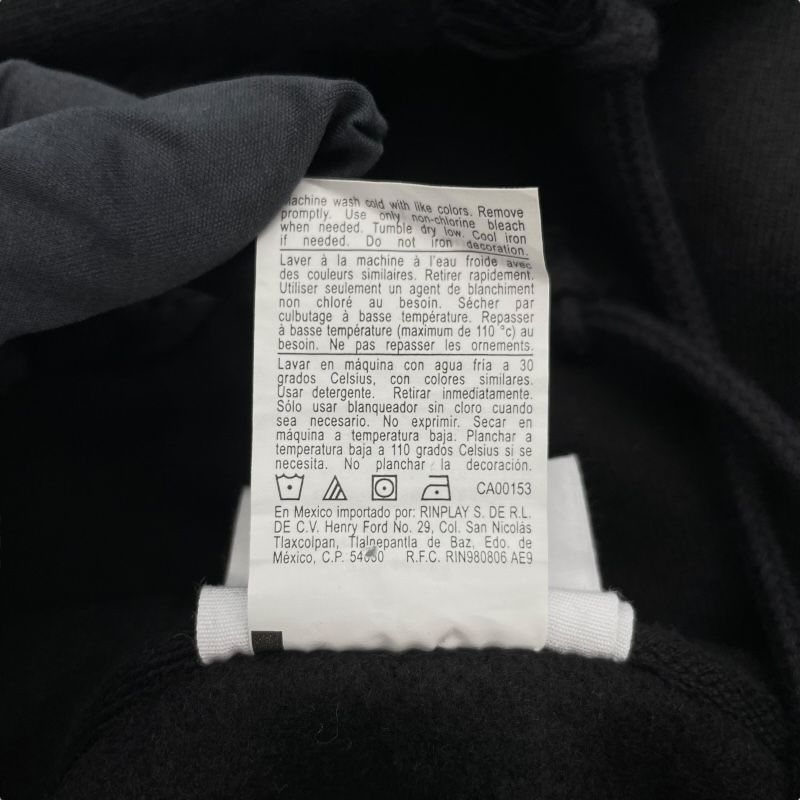 Machine wash cold with like colors. Remove
promptly. Use only non-chlorine bleach
when needed. Tumble dry low. Cool iron
if needed. Do not iron decoration.
Laver à la machine à l'eau froide avec
des couleurs similaires. Retirer rapidement.
Utiliser seulement un agent de blanchiment
non chloré au besoin. Sécher par
culbutage à basse température. Repasser
à basse température (maximum de 110 °c) au
besoin. Ne pas repasser les ornements.
Lavar en máquina con agua fria a 30
grados Celsius, con colores similares.
Usar detergente. Retirar inmediatamente.
Sólo usar blanqueador sin cloro cuando
sea necesario. No exprimir. Secar en
máquina a temperatura baja. Planchar a
temperatura baja a 110 grados Celsius si se
necesita. No planchar la decoración.
CA00153
En Mexico importado por: RINPLAY S. DE R.L.
DE C.V. Henry Ford No. 29, Col. San Nicolás
Tlaxcolpan, Tlalnepantla de Baz, Edo. de
México, C.P. R.F.C. RIN980806 AE9